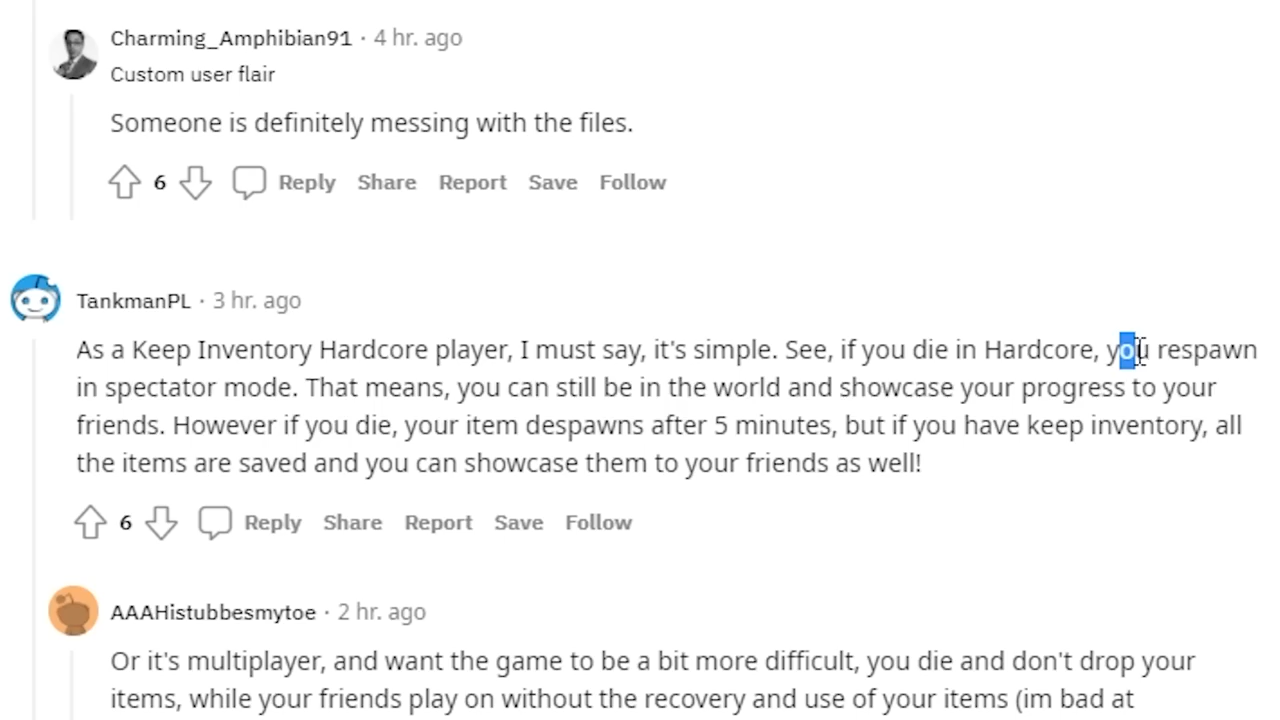 Charming_Amphibian91 · 4 hr. ago
Custom user flair
Someone is definitely messing with the files.
6 Reply Share Report Save Follow
TankmanPL · 3 hr. ago
As a Keep Inventory Hardcore player, I must say, it's simple. See, if you die in Hardcore, you respawn
in spectator mode. That means, you can still be in the world and showcase your progress to your
friends. However if you die, your item despawns after 5 minutes, but if you have keep inventory, all
the items are saved and you can showcase them to your friends as well!
6 Reply Share Report Save Follow
AAAHistubbesmytoe · 2 hr. ago
Or it's multiplayer, and want the game to be a bit more difficult, you die and don't drop your
items, while your friends play on without the recovery and use of your items (im bad at